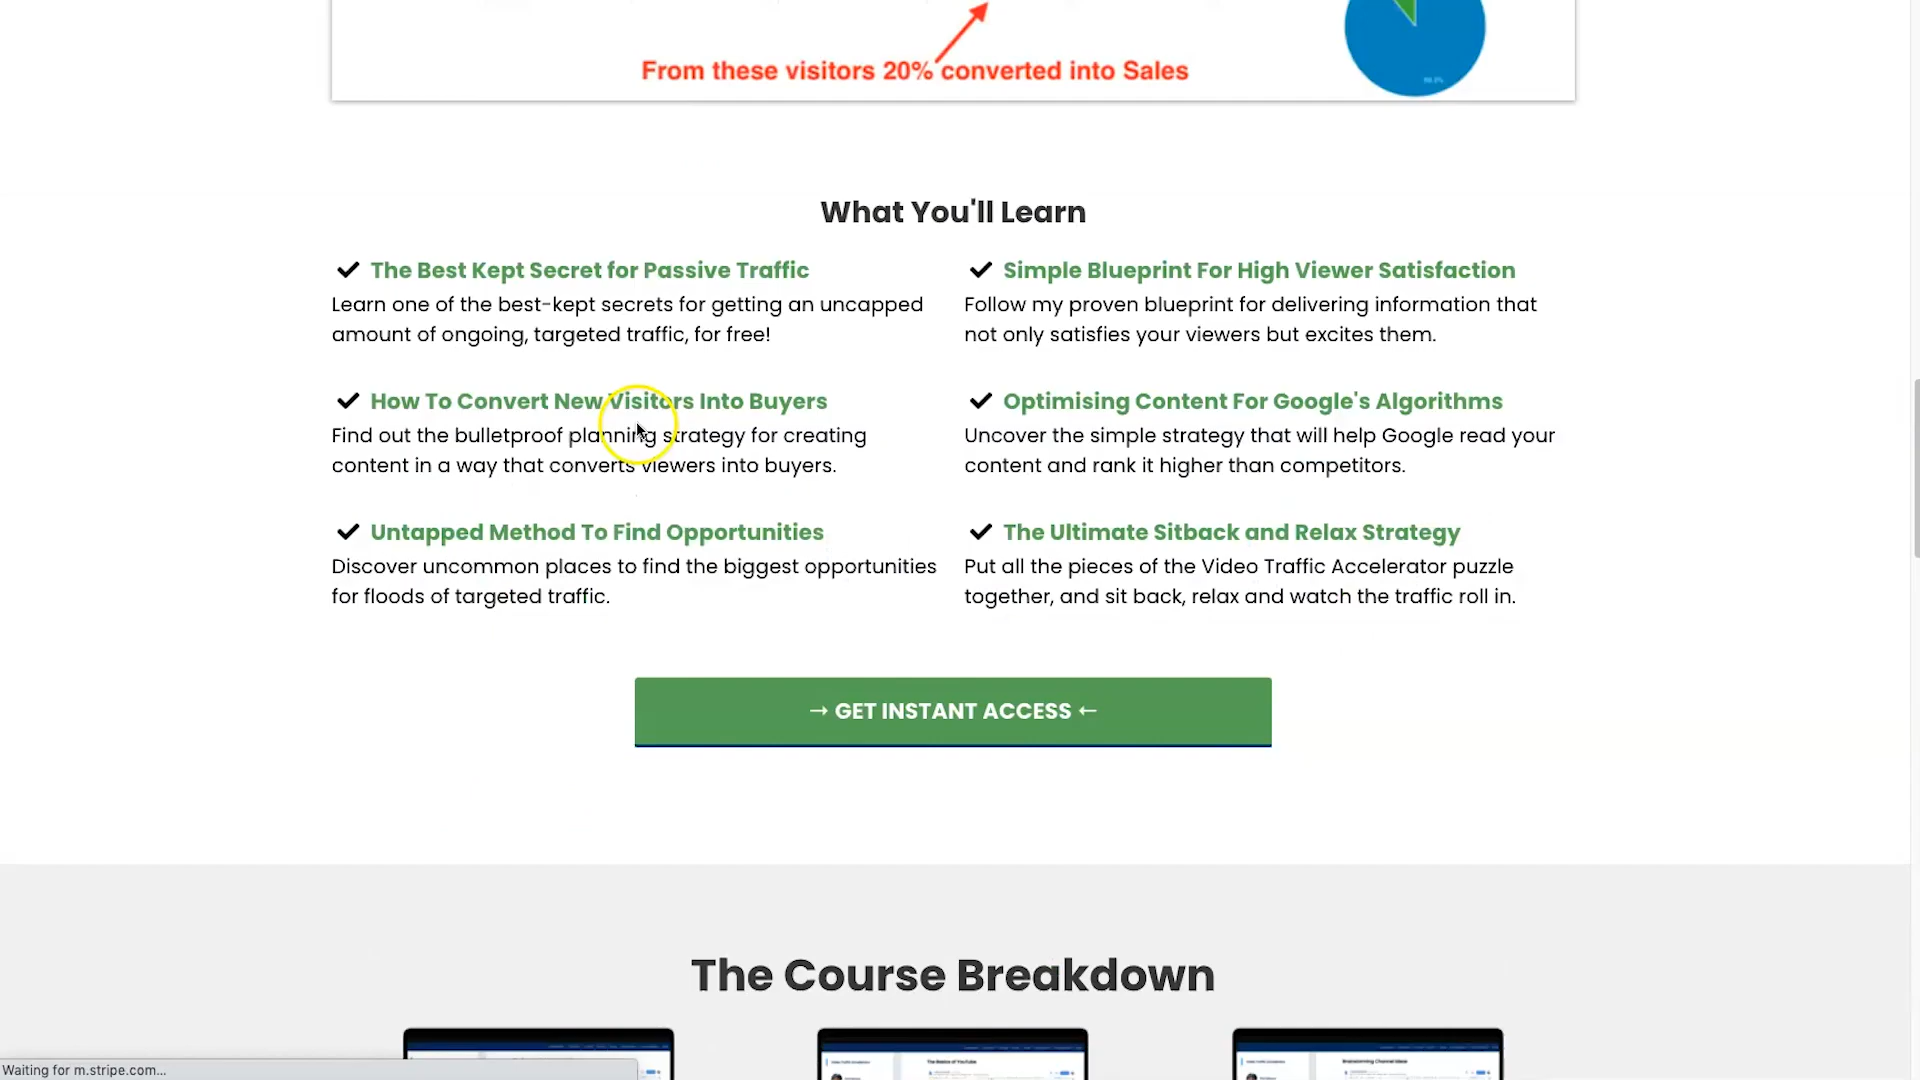 From these visitors 20% converted into Sales
What You'll Learn
The Best Kept Secret for Passive Traffic
Learn one of the best-kept secrets for getting an uncapped
amount of ongoing, targeted traffic, for free!
Simple Blueprint For High Viewer Satisfaction
Follow my proven blueprint for delivering information that
not only satisfies your viewers but excites them.
How To Convert New Visitors Into Buyers
Find out the bulletproof planning strategy for creating
content in a way that converts viewers into buyers.
Optimising Content For Google's Algorithms
Uncover the simple strategy that will help Google read your
content and rank it higher than competitors.
Untapped Method To Find Opportunities
Discover uncommon places to find the biggest opportunities
for floods of targeted traffic.
The Ultimate Sitback and Relax Strategy
Put all the pieces of the Video Traffic Accelerator puzzle
together, and sit back, relax and watch the traffic roll in.
→ GET INSTANT ACCESS ←
The Course Breakdown
The Basics of YouTube
Brainstorming Channel Ideas
Waiting for m.stripe.com...